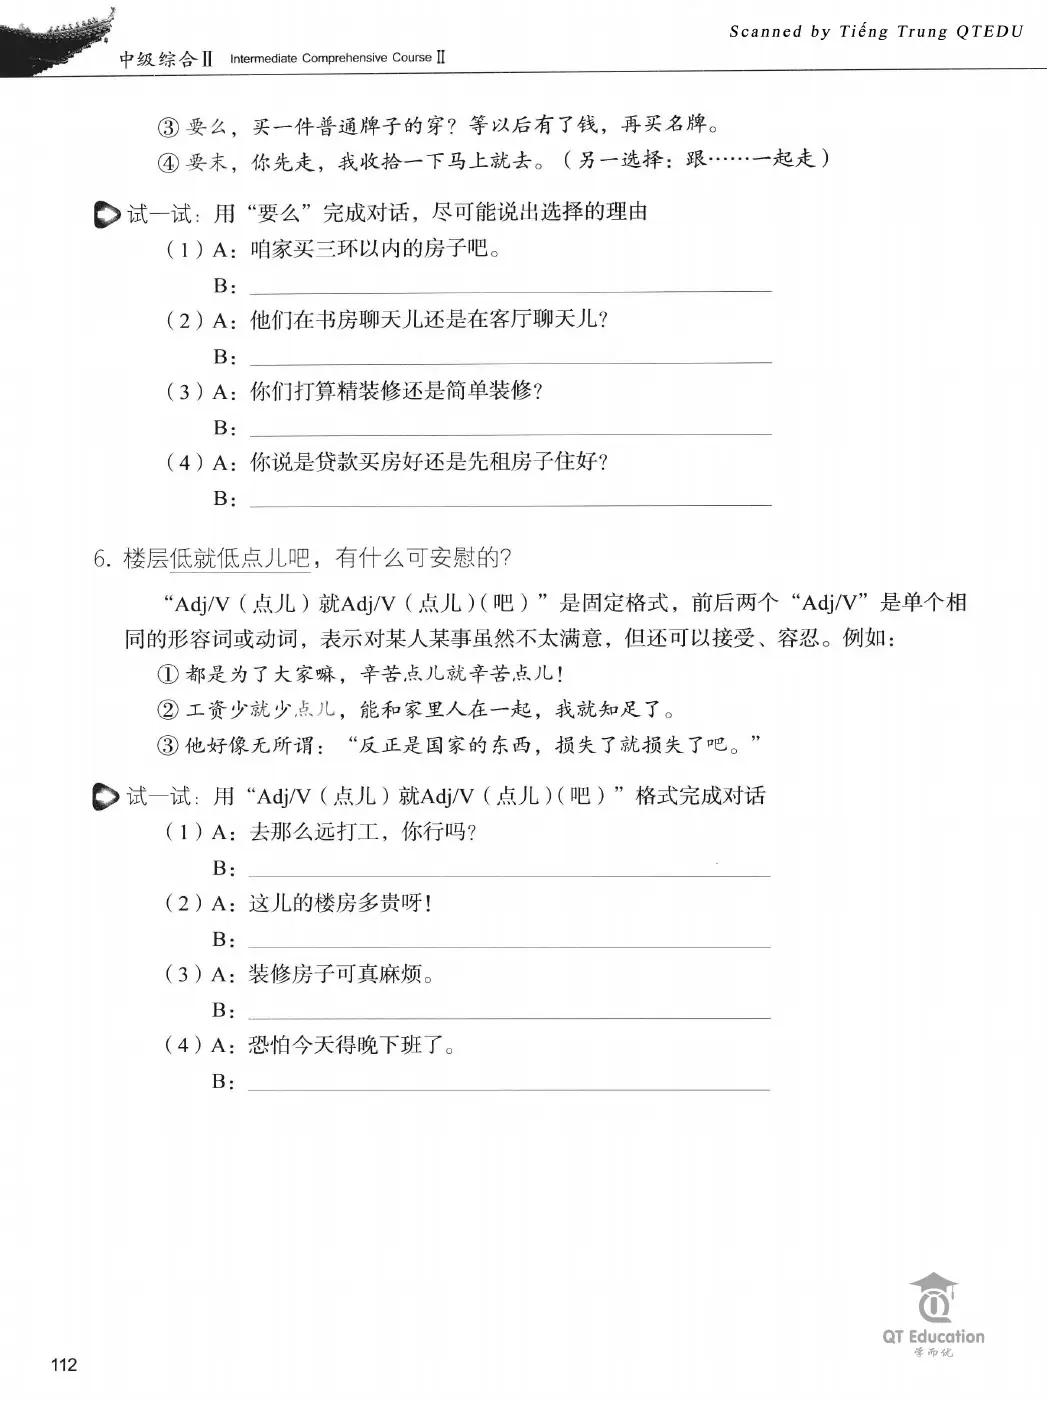 Scanned by Tiếng Trung QTEDU
中级综合Ⅱ Intermediate Comprehensive Course Ⅱ
③ 要么，买一件普通牌子的穿？等以后有了钱，再买名牌。
④ 要末，你先走，我收拾一下马上就去。（另一选择：跟……一起走）
试一试：用“要么”完成对话，尽可能说出选择的理由
（1）A：咱家买三环以内的房子吧。
B：
（2）A：他们在书房聊天儿还是在客厅聊天儿？
B：
（3）A：你们打算精装修还是简单装修？
B：
（4）A：你说是贷款买房好还是先租房子住好？
B：
6. 楼层低就低点儿吧，有什么可安慰的？
“Adj/V（点儿）就Adj/V（点儿）（吧）”是固定格式，前后两个“Adj/V”是单个相
同的形容词或动词，表示对某人某事虽然不太满意，但还可以接受、容忍。例如：
① 都是为了大家嘛，辛苦点儿就辛苦点儿！
② 工资少就少点儿，能和家里人在一起，我就知足了。
③ 他好像无所谓：“反正是国家的东西，损失了就损失了吧。”
试一试：用“Adj/V（点儿）就Adj/V（点儿）（吧）”格式完成对话
（1）A：去那么远打工，你行吗？
B：
（2）A：这儿的楼房多贵呀！
B：
（3）A：装修房子可真麻烦。
B：
（4）A：恐怕今天得晚下班了。
B：
QT Education
学而优
112